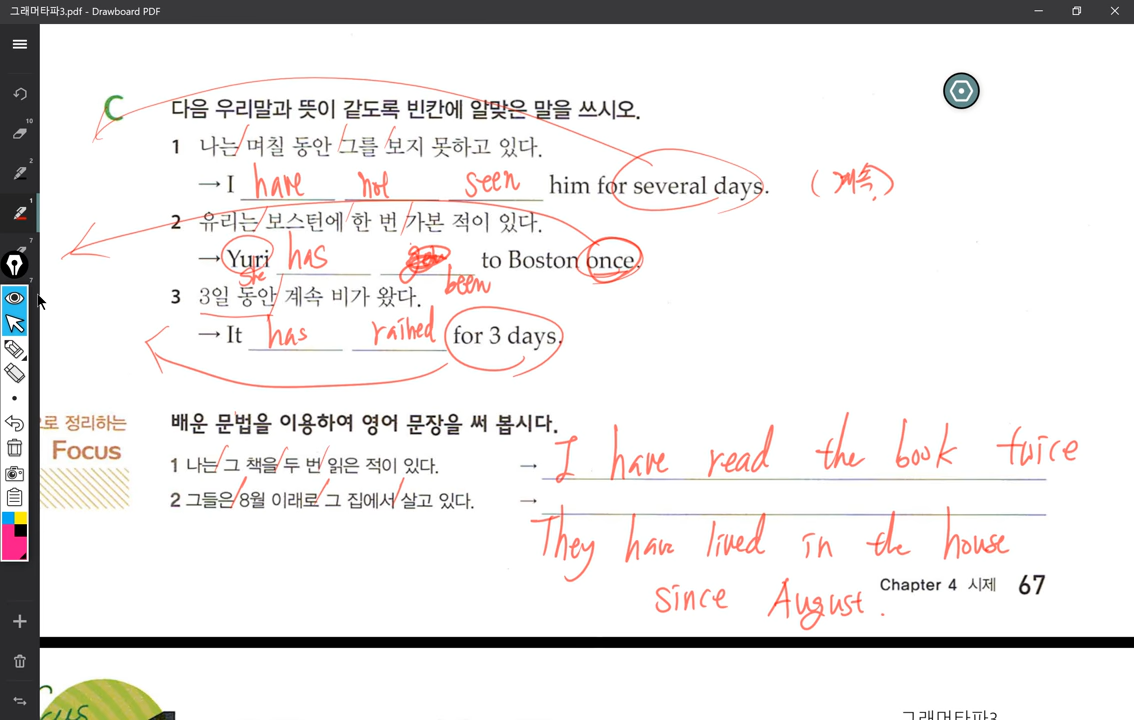 그래머타파3.pdf - Drawboard PDF
C 다음 우리말과 뜻이 같도록 빈칸에 알맞은 말을 쓰시오.
1 나는 며칠 동안 그를 보지 못하고 있다.
→ I have not seen him for several days. (계속)
2 유리는 보스턴에 한 번 가본 적이 있다.
→ Yuri has to Boston once.
she been
3 3일 동안 계속 비가 왔다.
→ It has rained for 3 days.
로 정리하는
Focus
배운 문법을 이용하여 영어 문장을 써 봅시다.
1 나는 그 책을 두 번 읽은 적이 있다. → I have read the book twice
2 그들은 8월 이래로 그 집에서 살고 있다. →
They have lived in the house
since August.
Chapter 4 시제 67
그래머타파3